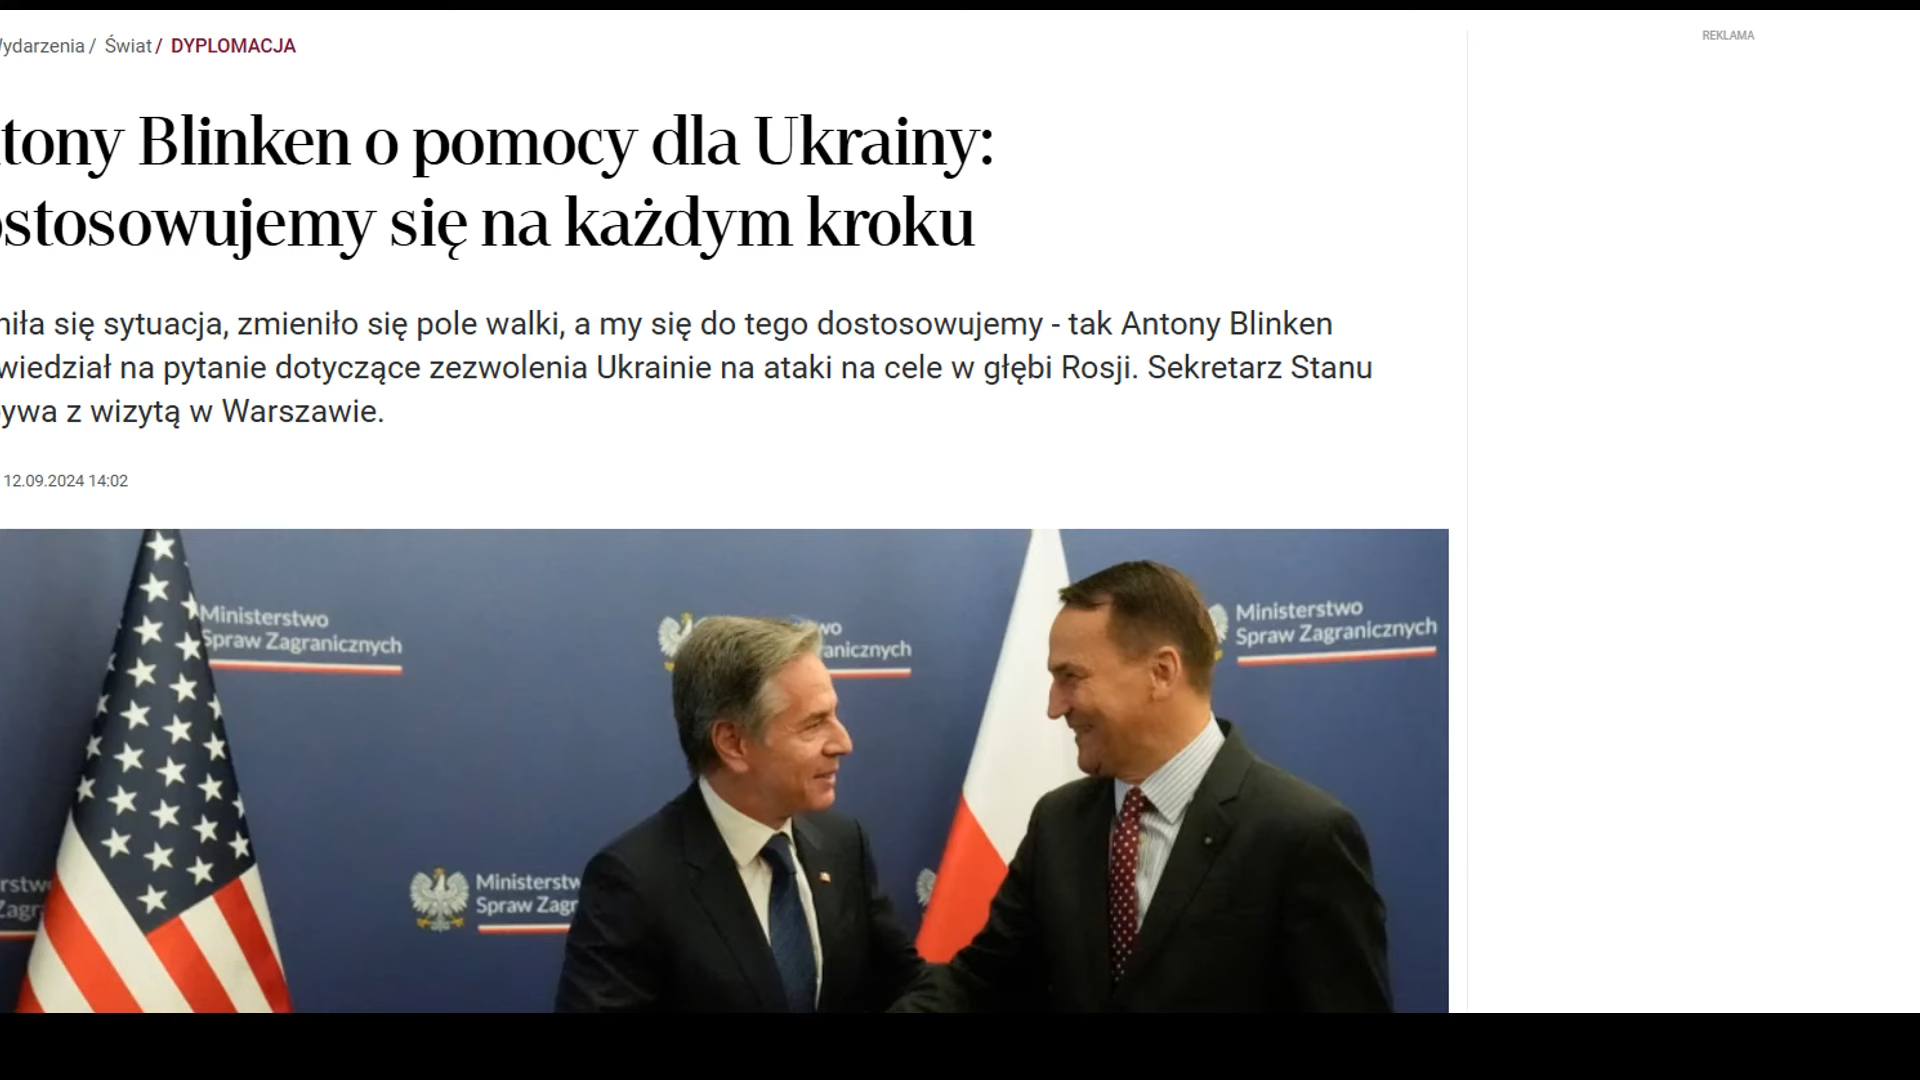 ydarzenia / Świat / DYPLOMACJA
REKLAMA
tony Blinken o pomocy dla Ukrainy:
stosowujemy się na każdym kroku
iła się sytuacja, zmieniło się pole walki, a my się do tego dostosowujemy - tak Antony Blinken
wiedział na pytanie dotyczące zezwolenia Ukrainie na ataki na cele w głębi Rosji. Sekretarz Stanu
ywa z wizytą w Warszawie.
12.09.2024 14:02
Ministerstwo
Spraw Zagranicznych
wo
anicznych
Ministerstwo
Spraw Zagranicznych
rstw
Zagr
Ministerstw
Spraw Zagr